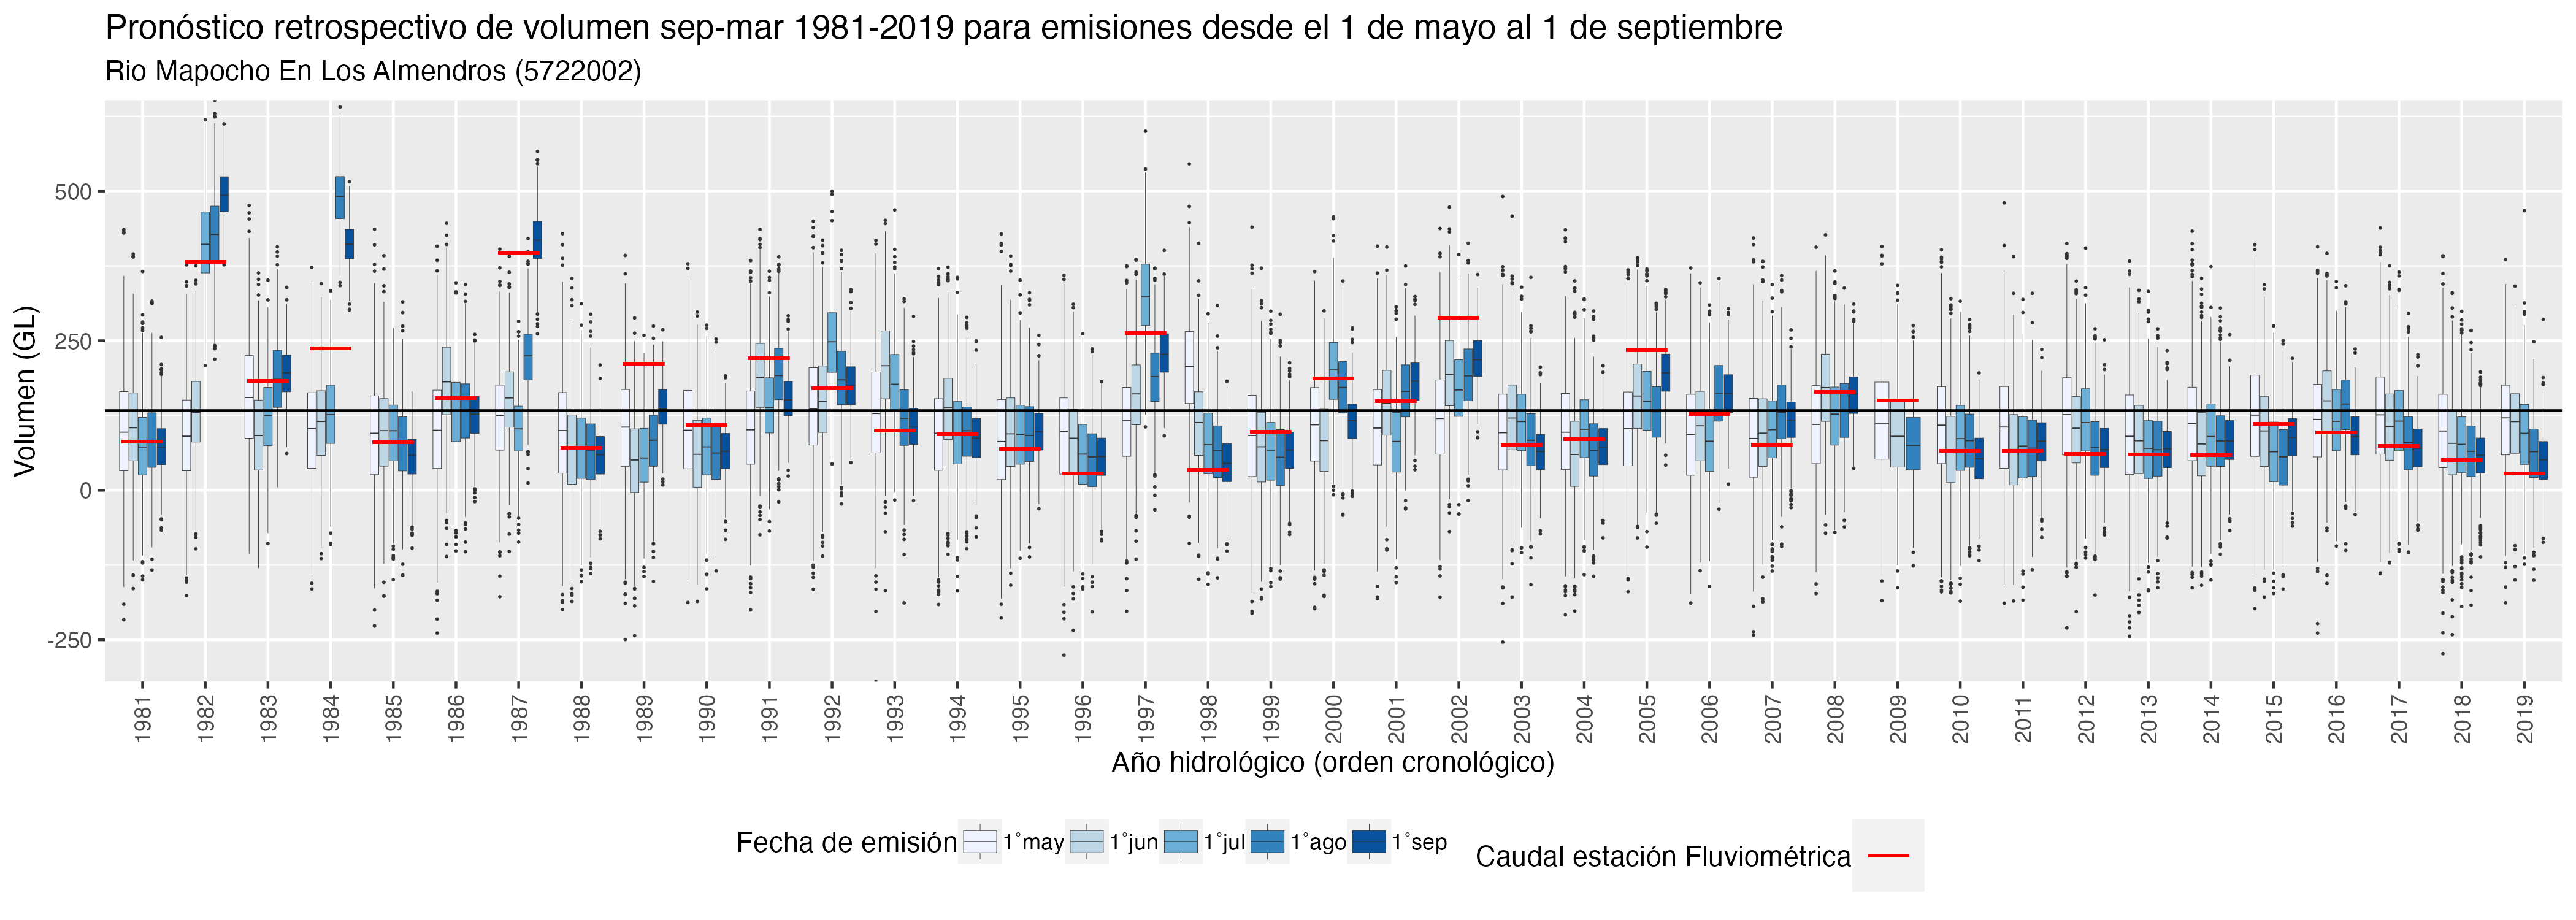 Pronóstico retrospectivo de volumen sep-mar 1981-2019 para emisiones desde el 1 de mayo al 1 de septiembre
Rio Mapocho En Los Almendros (5722002)
Volumen (GL)
500
250
0
-250
1981 1982 1983 1984 1985 1986 1987 1988 1989 1990 1991 1992 1993 1994 1995 1996 1997 1998 1999 2000 2001 2002 2003 2004 2005 2006 2007 2008 2009 2010 2011 2012 2013 2014 2015 2016 2017 2018 2019
Año hidrológico (orden cronológico)
Fecha de emisión 1°may 1°jun 1°jul 1°ago 1°sep
Caudal estación Fluviométrica